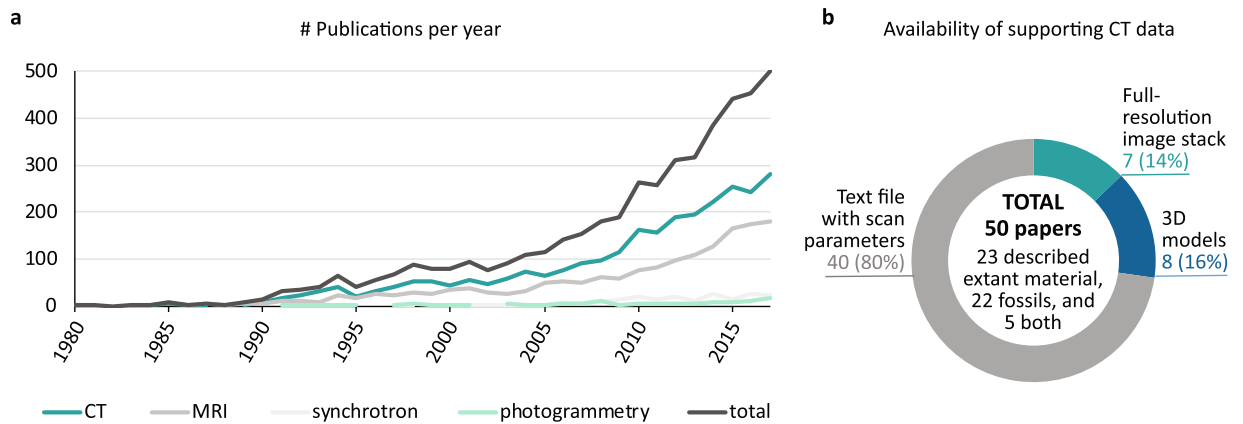 a
# Publications per year
500
400
300
200
100
0
1980
1985
1990
1995
2000
2005
2010
2015
CT
MRI
synchrotron
photogrammetry
total
b
Availability of supporting CT data
Full-
resolution
image stack
7 (14%)
3D
models
8 (16%)
Text file
with scan
parameters
40 (80%)
TOTAL
50 papers
23 described
extant material,
22 fossils, and
5 both